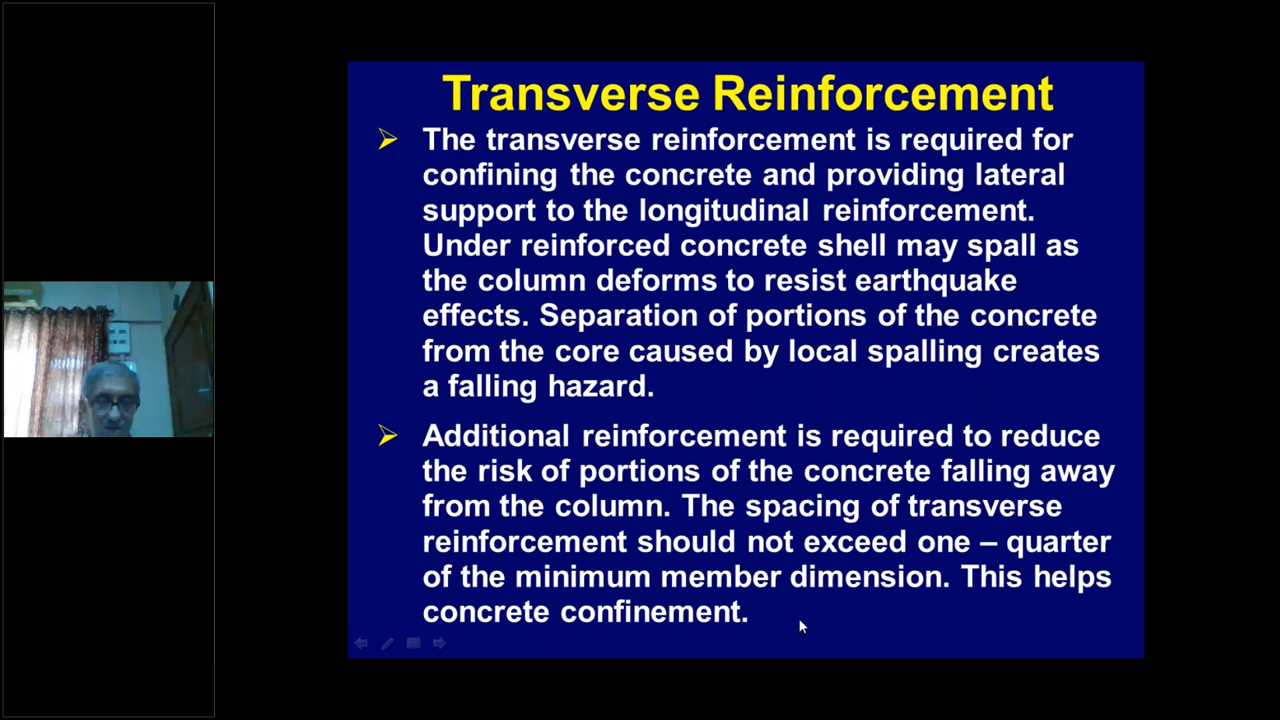 Transverse Reinforcement
The transverse reinforcement is required for
confining the concrete and providing lateral
support to the longitudinal reinforcement.
Under reinforced concrete shell may spall as
the column deforms to resist earthquake
effects. Separation of portions of the concrete
from the core caused by local spalling creates
a falling hazard.
Additional reinforcement is required to reduce
the risk of portions of the concrete falling away
from the column. The spacing of transverse
reinforcement should not exceed one – quarter
of the minimum member dimension. This helps
concrete confinement.